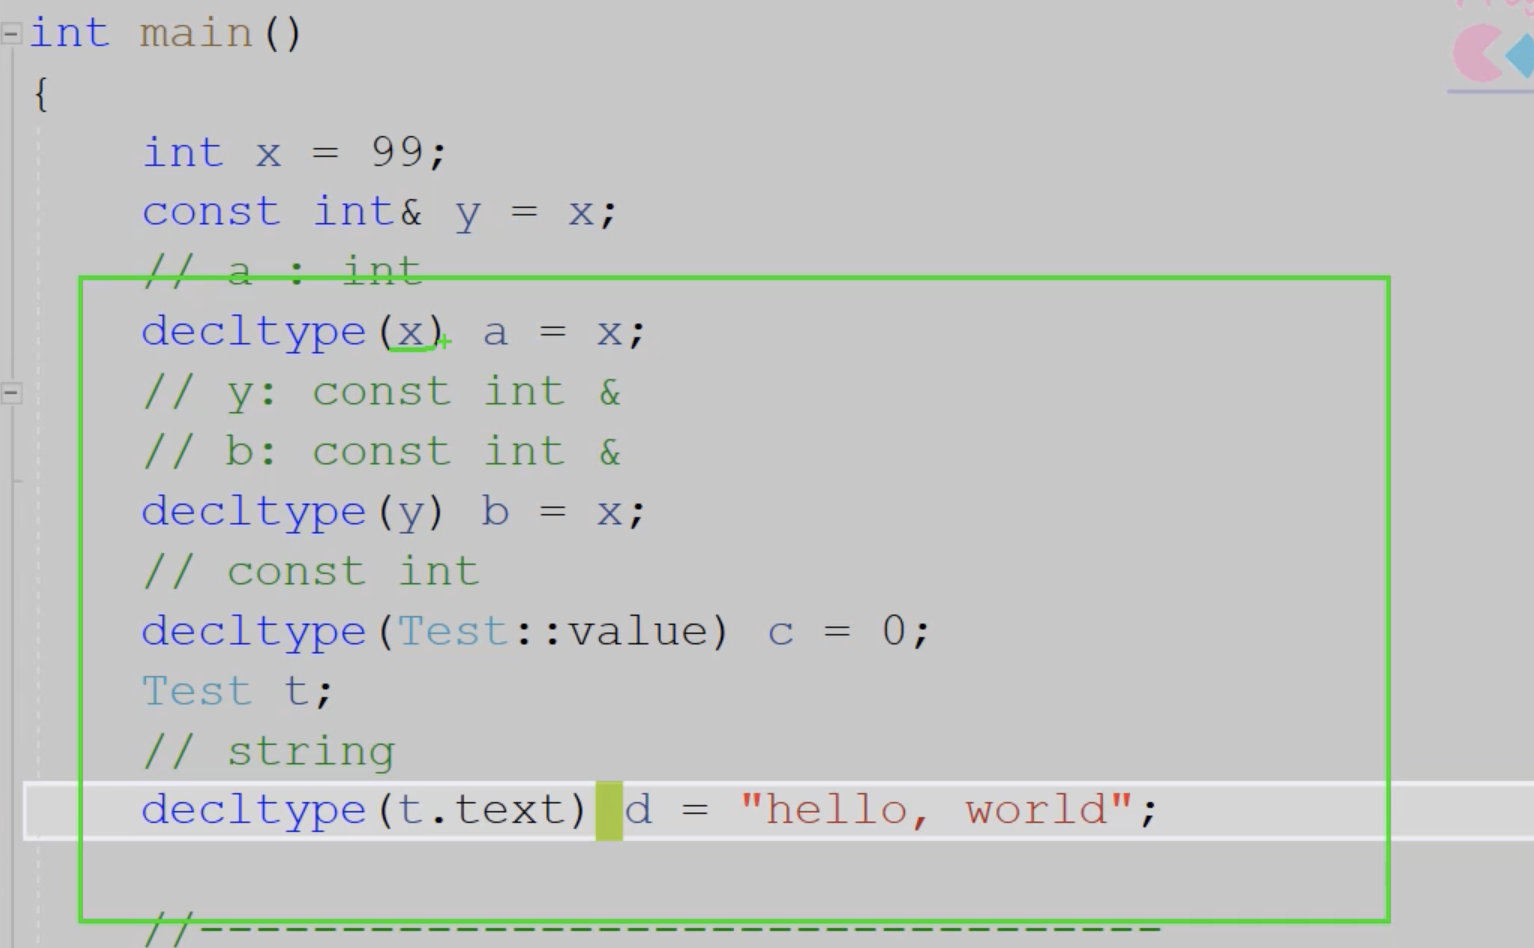 int main()
{
int x = 99;
const int& y = x;
// a : int
decltype(x) a = x;
// y: const int &
// b: const int &
decltype(y) b = x;
// const int
decltype(Test::value) c = 0;
Test t;
// string
decltype(t.text) d = "hello, world";
//----------------------------------